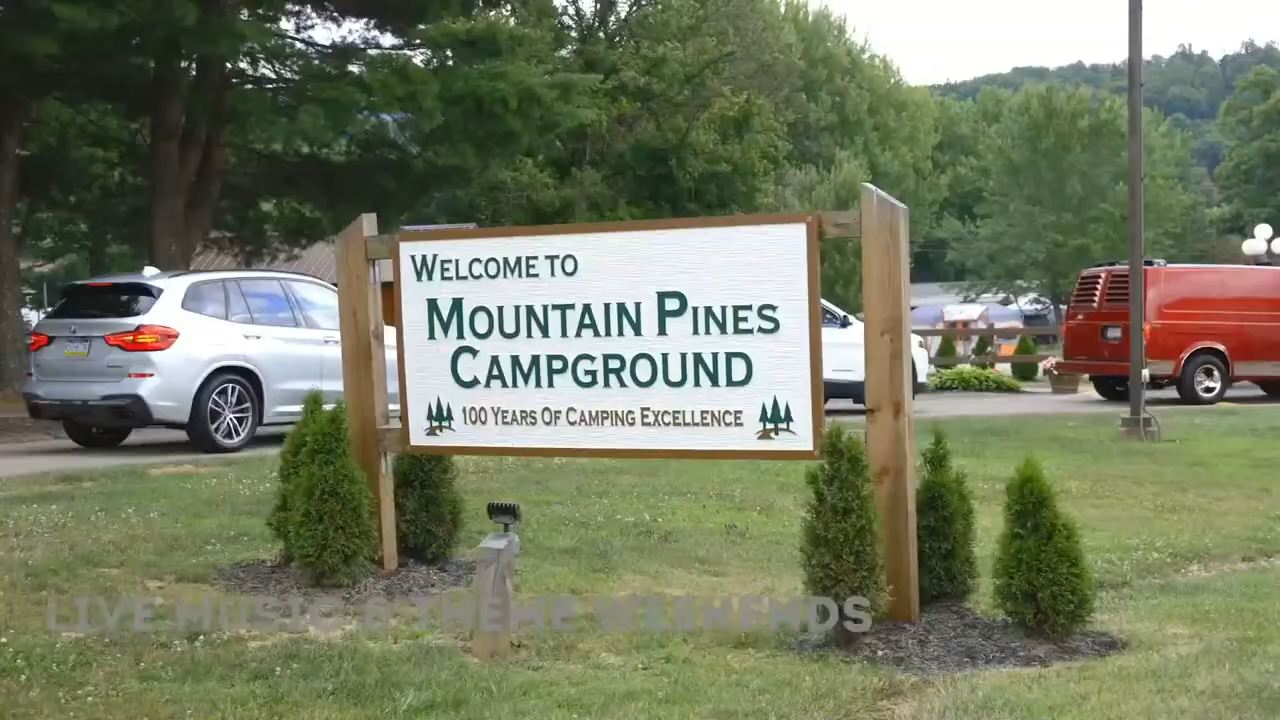 WELCOME TO
MOUNTAIN PINES
CAMPGROUND
100 YEARS OF CAMPING EXCELLENCE
LIVE MUSIC & THEME WEEKENDS